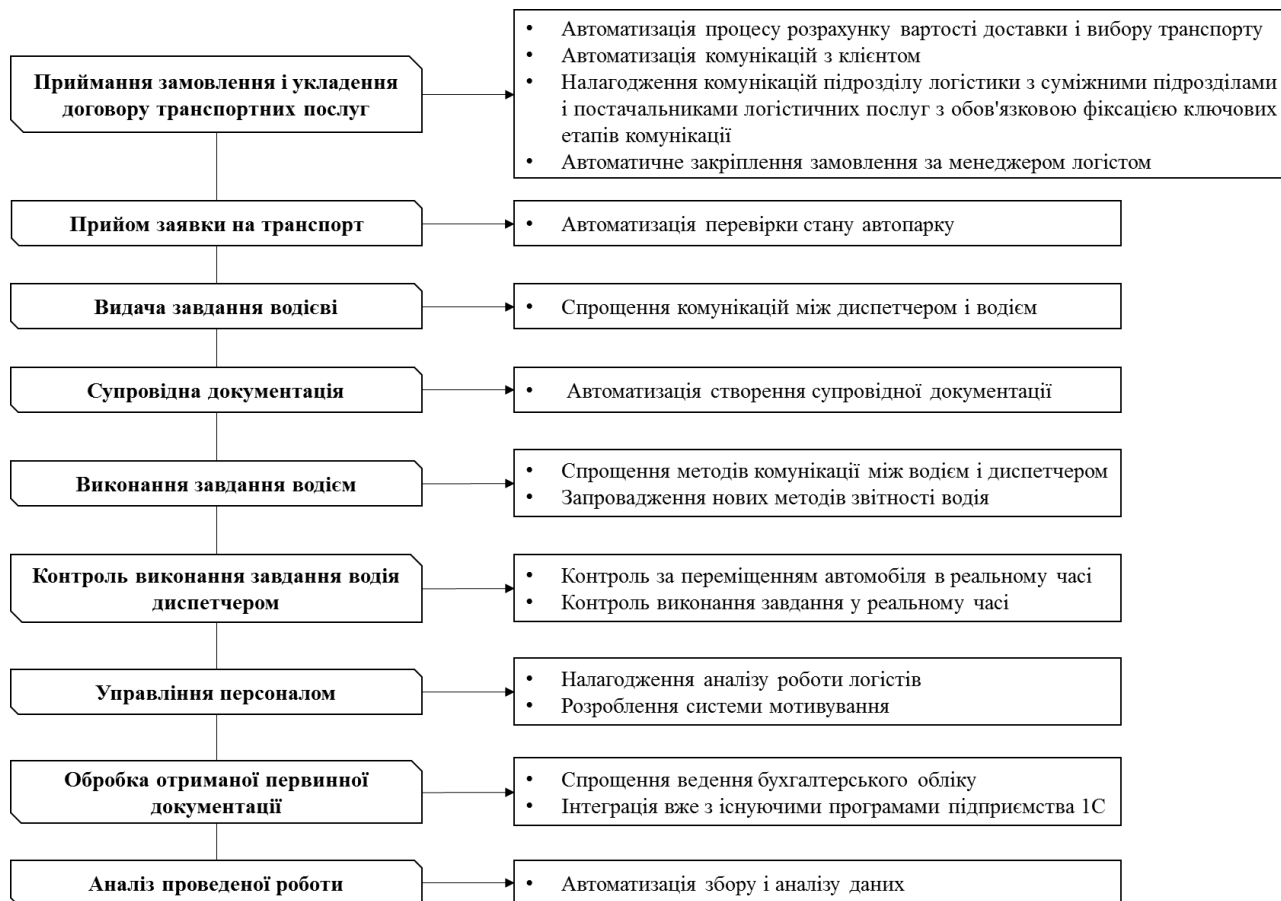 Приймання замовлення і укладення
договору транспортних послуг
• Автоматизація процесу розрахунку вартості доставки і вибору транспорту
• Автоматизація комунікацій з клієнтом
• Налагодження комунікацій підрозділу логістики з суміжними підрозділами
і постачальниками логістичних послуг з обов'язковою фіксацією ключових
етапів комунікації
• Автоматичне закріплення замовлення за менеджером логістом
Прийом заявки на транспорт
• Автоматизація перевірки стану автопарку
Видача завдання водієві
• Спрощення комунікацій між диспетчером і водієм
Супровідна документація
• Автоматизація створення супровідної документації
Виконання завдання водієм
• Спрощення методів комунікації між водієм і диспетчером
• Запровадження нових методів звітності водія
Контроль виконання завдання водія
диспетчером
• Контроль за переміщенням автомобіля в реальному часі
• Контроль виконання завдання у реальному часі
Управління персоналом
• Налагодження аналізу роботи логістів
• Розроблення системи мотивування
Обробка отриманої первинної
документації
• Спрощення ведення бухгалтерського обліку
• Інтеграція вже з існуючими програмами підприємства 1С
Аналіз проведеної роботи
• Автоматизація збору і аналізу даних